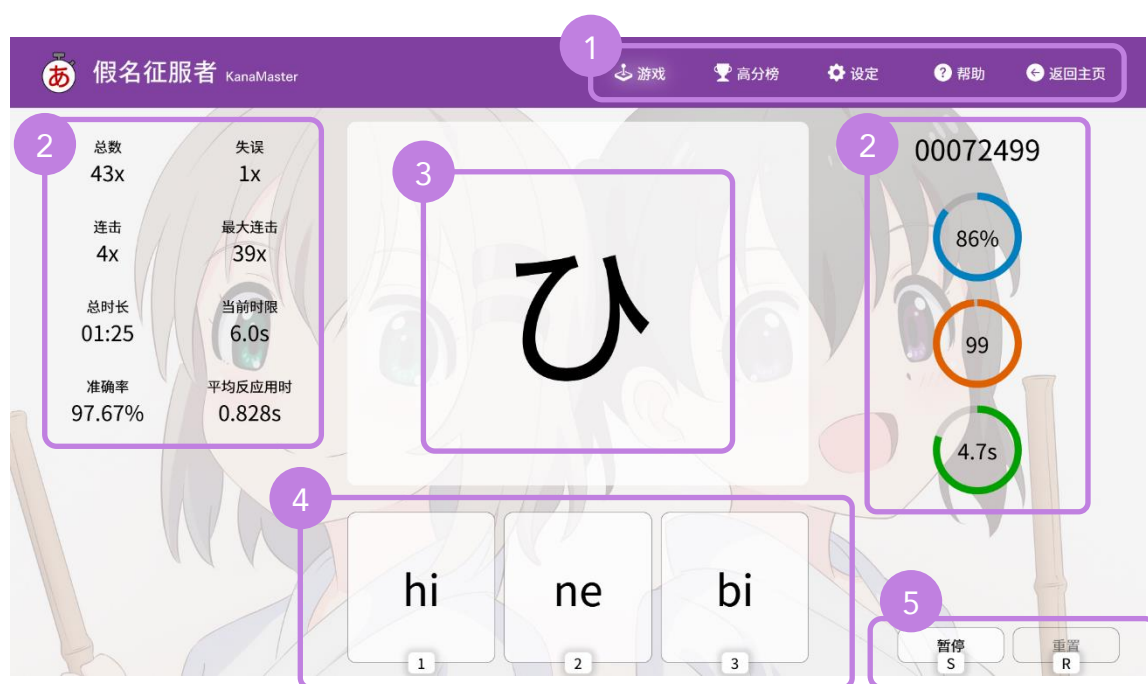 1
假名征服者 KanaMaster
游戏 高分榜 设定 帮助 返回主页
2
总数 失误
43x 1x
连击 最大连击
4x 39x
总时长 当前时限
01:25 6.0s
准确率 平均反应用时
97.67% 0.828s
3
ひ
2
00072499
86%
99
4.7s
4
hi ne bi
1 2 3
5
暂停 重置
S R